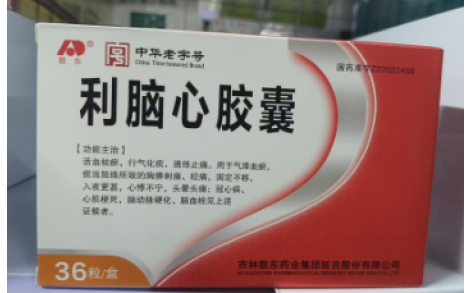 敖东®
中华老字号
China Time-honored Brand
国药准字Z22022458
利脑心胶囊
【功能主治】
活血祛瘀，行气化痰，通络止痛。用于气滞血瘀，
痰浊阻络所致的胸痹刺痛、绞痛，固定不移，
入夜更甚，心悸不宁，头晕头痛；冠心病、
心肌梗死，脑动脉硬化、脑血栓见上述
证候者。
36粒/盒
吉林敖东药业集团延吉股份有限公司